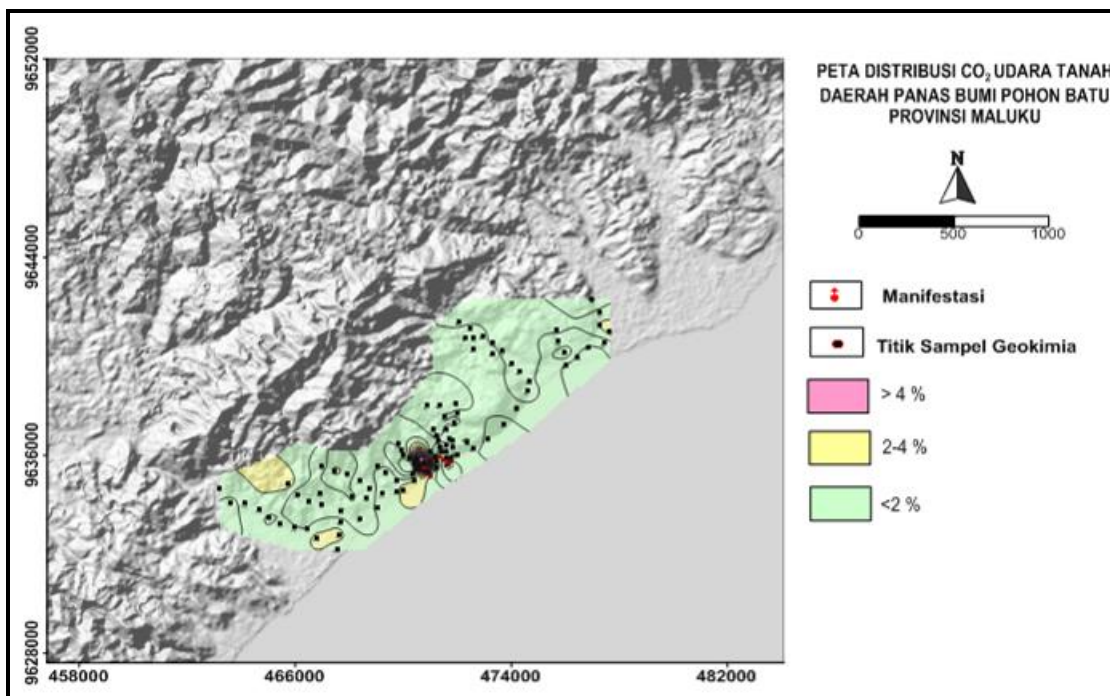 9652000
9644000
9636000
9628000
458000 466000 474000 482000
PETA DISTRIBUSI CO₂ UDARA TANAH
DAERAH PANAS BUMI POHON BATU
PROVINSI MALUKU
N
0 500 1000
Manifestasi
Titik Sampel Geokimia
> 4 %
2-4 %
<2 %